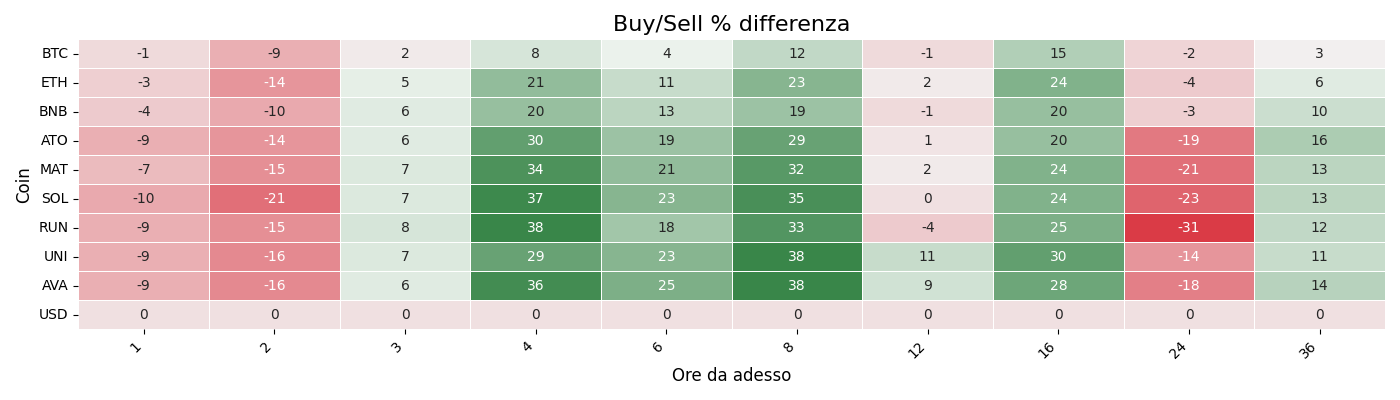 Buy/Sell % differenza
Coin
BTC -1 -9 2 8 4 12 -1 15 -2 3
ETH -3 -14 5 21 11 23 2 24 -4 6
BNB -4 -10 6 20 13 19 -1 20 -3 10
ATO -9 -14 6 30 19 29 1 20 -19 16
MAT -7 -15 7 34 21 32 2 24 -21 13
SOL -10 -21 7 37 23 35 0 24 -23 13
RUN -9 -15 8 38 18 33 -4 25 -31 12
UNI -9 -16 7 29 23 38 11 30 -14 11
AVA -9 -16 6 36 25 38 9 28 -18 14
USD 0 0 0 0 0 0 0 0 0 0
1 2 3 4 6 8 12 16 24 36
Ore da adesso